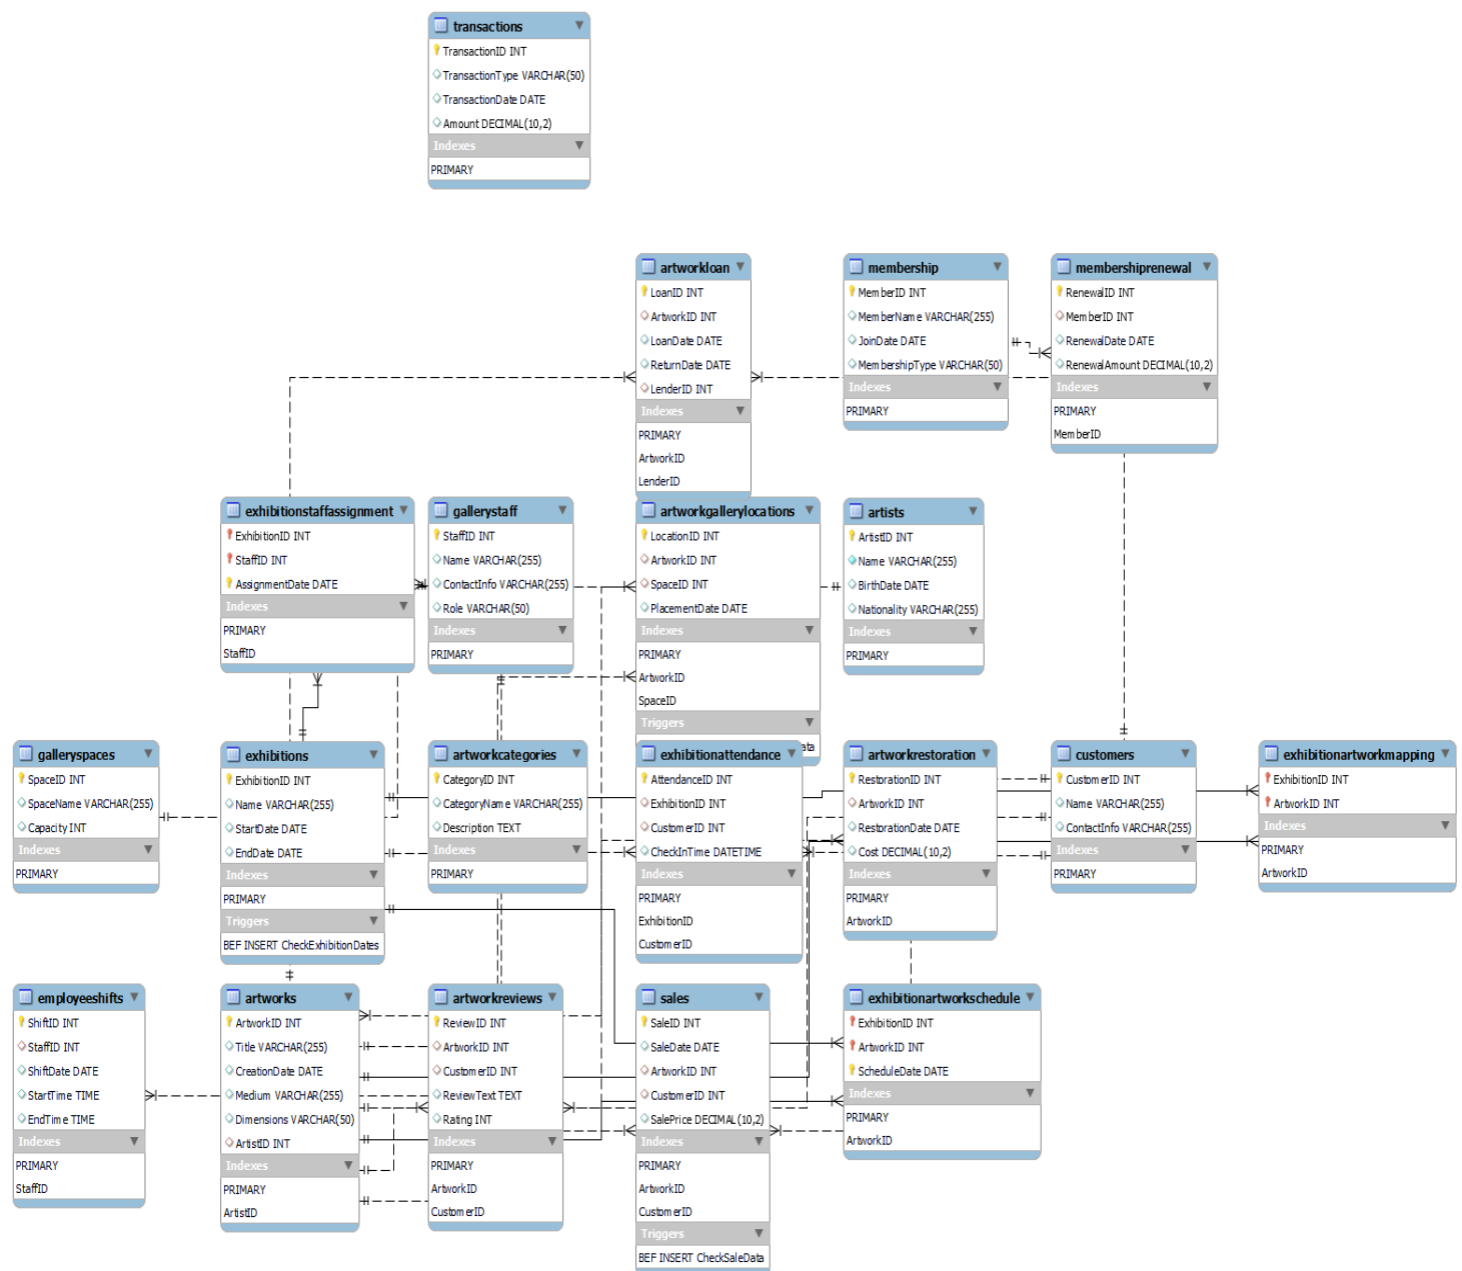 transactions
TransactionID INT
TransactionType VARCHAR(50)
TransactionDate DATE
Amount DECIMAL(10,2)
Indexes
PRIMARY
artworkloan
LoanID INT
ArtworkID INT
LoanDate DATE
ReturnDate DATE
LenderID INT
Indexes
PRIMARY
ArtworkID
LenderID
membership
MemberID INT
MemberName VARCHAR(255)
JoinDate DATE
MembershipType VARCHAR(50)
Indexes
PRIMARY
membershiprenewal
RenewalID INT
MemberID INT
RenewalDate DATE
RenewalAmount DECIMAL(10,2)
Indexes
PRIMARY
MemberID
exhibitionstaffassignment
ExhibitionID INT
StaffID INT
AssignmentDate DATE
Indexes
PRIMARY
StaffID
gallerystaff
StaffID INT
Name VARCHAR(255)
ContactInfo VARCHAR(255)
Role VARCHAR(50)
Indexes
PRIMARY
artworkgallerylocations
LocationID INT
ArtworkID INT
SpaceID INT
PlacementDate DATE
Indexes
PRIMARY
ArtworkID
SpaceID
Triggers
ata
artists
ArtistID INT
Name VARCHAR(255)
BirthDate DATE
Nationality VARCHAR(255)
Indexes
PRIMARY
galleryspaces
SpaceID INT
SpaceName VARCHAR(255)
Capacity INT
Indexes
PRIMARY
exhibitions
ExhibitionID INT
Name VARCHAR(255)
StartDate DATE
EndDate DATE
Indexes
PRIMARY
Triggers
BEF INSERT CheckExhibitionDates
artworkcategories
CategoryID INT
CategoryName VARCHAR(255)
Description TEXT
Indexes
PRIMARY
exhibitionattendance
AttendanceID INT
ExhibitionID INT
CustomerID INT
CheckInTime DATETIME
Indexes
PRIMARY
ExhibitionID
CustomerID
artworkrestoration
RestorationID INT
ArtworkID INT
RestorationDate DATE
Cost DECIMAL(10,2)
Indexes
PRIMARY
ArtworkID
customers
CustomerID INT
Name VARCHAR(255)
ContactInfo VARCHAR(255)
Indexes
PRIMARY
exhibitionartworkmapping
ExhibitionID INT
ArtworkID INT
Indexes
PRIMARY
ArtworkID
employeeshifts
ShiftID INT
StaffID INT
ShiftDate DATE
StartTime TIME
EndTime TIME
Indexes
PRIMARY
StaffID
artworks
ArtworkID INT
Title VARCHAR(255)
CreationDate DATE
Medium VARCHAR(255)
Dimensions VARCHAR(50)
ArtistID INT
Indexes
PRIMARY
ArtistID
artworkreviews
ReviewID INT
ArtworkID INT
CustomerID INT
ReviewText TEXT
Rating INT
Indexes
PRIMARY
ArtworkID
CustomerID
sales
SaleID INT
SaleDate DATE
ArtworkID INT
CustomerID INT
SalePrice DECIMAL(10,2)
Indexes
PRIMARY
ArtworkID
CustomerID
Triggers
BEF INSERT CheckSaleData
exhibitionartworkschedule
ExhibitionID INT
ArtworkID INT
ScheduleDate DATE
Indexes
PRIMARY
ArtworkID